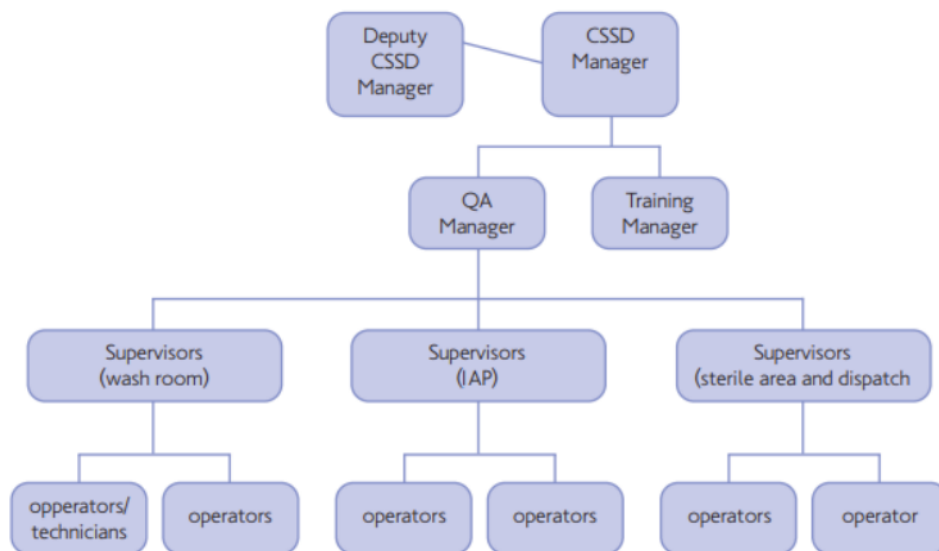 Deputy
CSSD
Manager
CSSD
Manager
QA
Manager
Training
Manager
Supervisors
(wash room)
Supervisors
(IAP)
Supervisors
(sterile area and dispatch
opperators/
technicians
operators
operators
operators
operators
operator